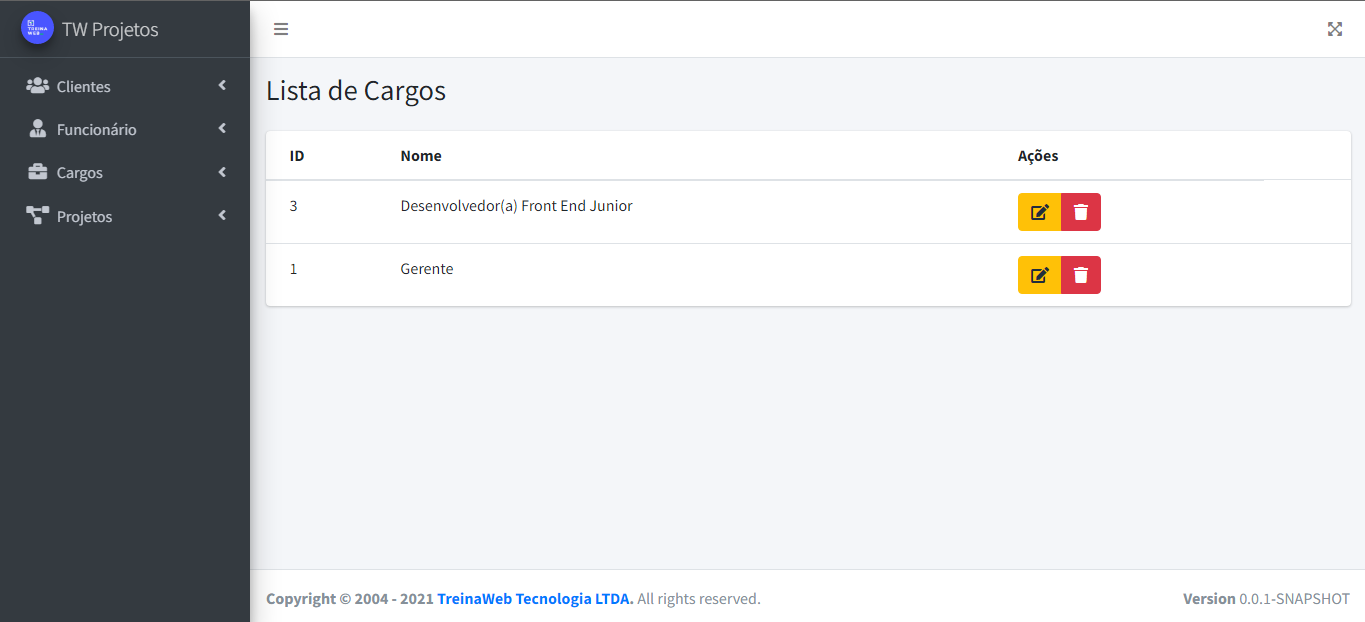 TREINA
WEB
TW Projetos
Clientes
Funcionário
Cargos
Projetos
Lista de Cargos
ID Nome Ações
3 Desenvolvedor(a) Front End Junior
1 Gerente
Copyright © 2004 - 2021 TreinaWeb Tecnologia LTDA. All rights reserved. Version 0.0.1-SNAPSHOT